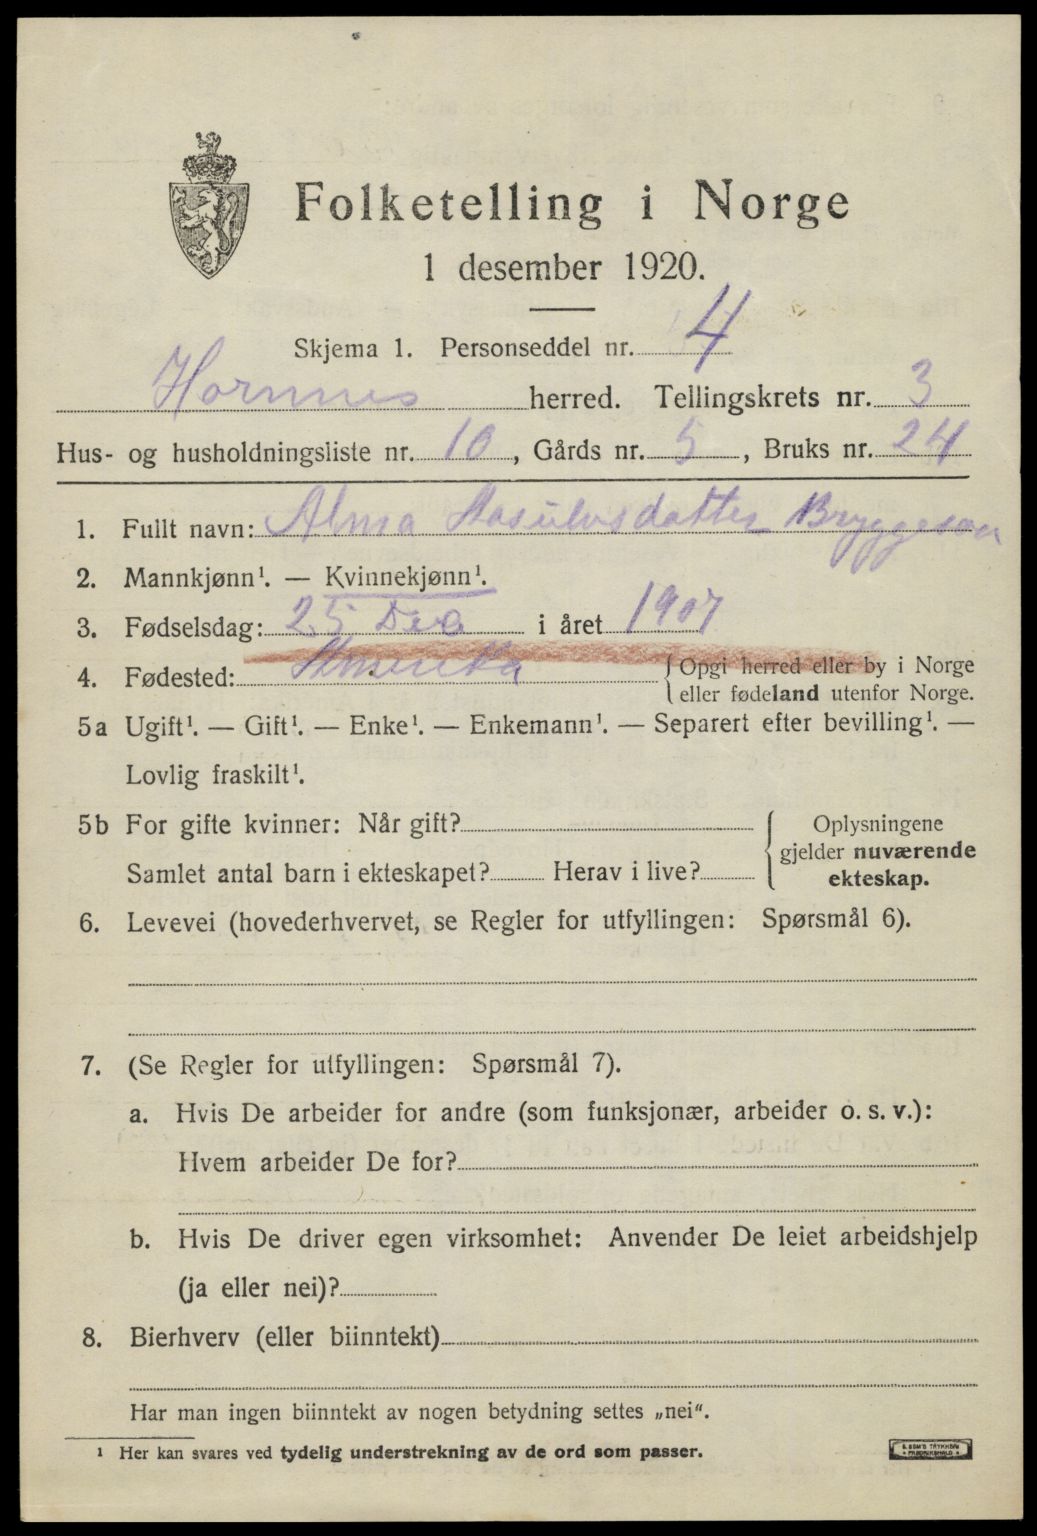 Folketelling i Norge
1 desember 1920.
Skjema 1. Personseddel nr. 4
Hornnes herred. Tellingskrets nr. 3
Hus- og husholdningsliste nr. 10, Gårds nr. 5, Bruks nr. 24
1. Fullt navn: Alma Aasulvsdatter Bryggesaa
2. Mannkjønn¹. — Kvinnekjønn¹.
3. Fødselsdag: 25 Des i året 1907
4. Fødested: Amerika { Opgi herred eller by i Norge
eller fødeland utenfor Norge.
5a Ugift¹. — Gift¹. — Enke¹. — Enkemann¹. — Separert efter bevilling¹. —
Lovlig fraskilt¹.
5b For gifte kvinner: Når gift?
Samlet antal barn i ekteskapet? Herav i live?
Oplysningene
gjelder nuværende
ekteskap.
6. Levevei (hovederhvervet, se Regler for utfyllingen: Spørsmål 6).
7. (Se Regler for utfyllingen: Spørsmål 7).
a. Hvis De arbeider for andre (som funksjonær, arbeider o. s. v.):
Hvem arbeider De for?
b. Hvis De driver egen virksomhet: Anvender De leiet arbeidshjelp
(ja eller nei)?
8. Bierhverv (eller biinntekt)
Har man ingen biinntekt av nogen betydning settes „nei".
¹ Her kan svares ved tydelig understrekning av de ord som passer.